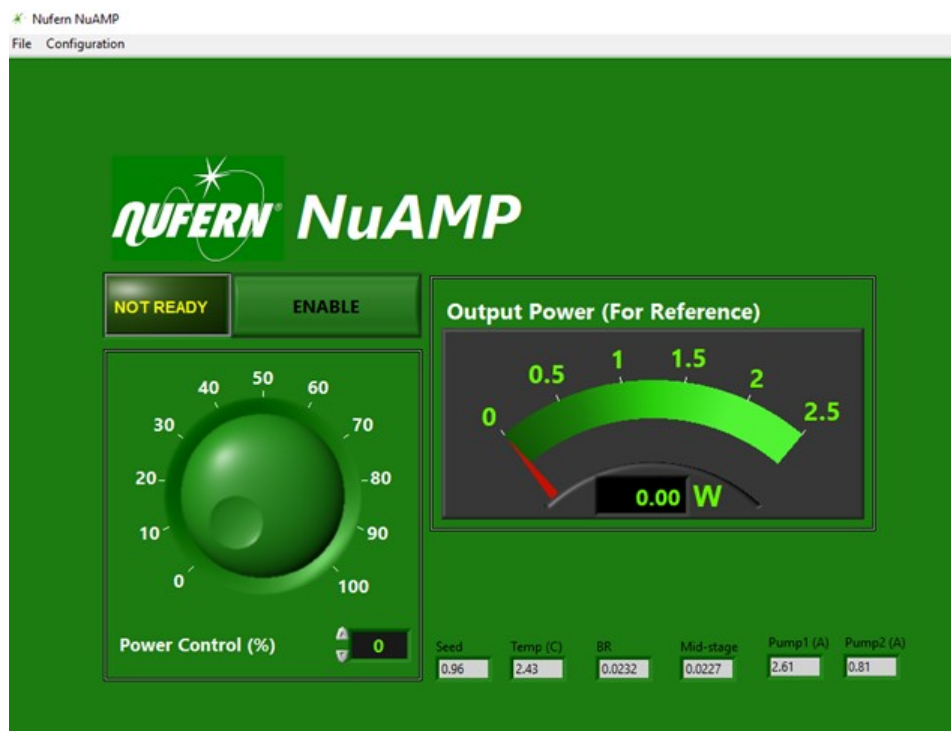 Nufern NuAMP
File Configuration
NUFERN® NuAMP
NOT READY ENABLE
Output Power (For Reference)
0 0.5 1 1.5 2 2.5
0.00 W
0 10 20 30 40 50 60 70 80 90 100
Power Control (%) 0
Seed Temp (C) BR Mid-stage Pump1 (A) Pump2 (A)
0.96 2.43 0.0232 0.0227 2.61 0.81